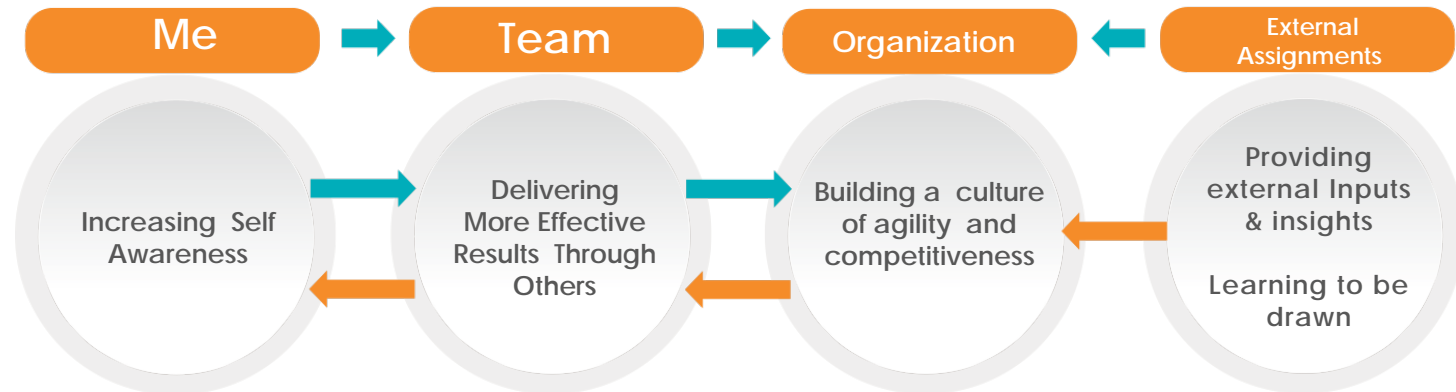 Me
Team
Organization
External
Assignments
Increasing Self
Awareness
Delivering
More Effective
Results Through
Others
Building a culture
of agility and
competitiveness
Providing
external Inputs
& insights
Learning to be
drawn